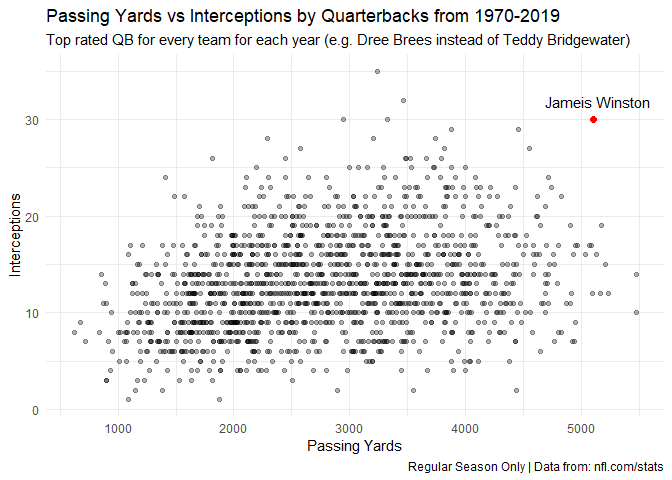 Passing Yards vs Interceptions by Quarterbacks from 1970-2019
Top rated QB for every team for each year (e.g. Dree Brees instead of Teddy Bridgewater)
Jameis Winston
Interceptions
30
20
10
0
1000 2000 3000 4000 5000
Passing Yards
Regular Season Only | Data from: nfl.com/stats